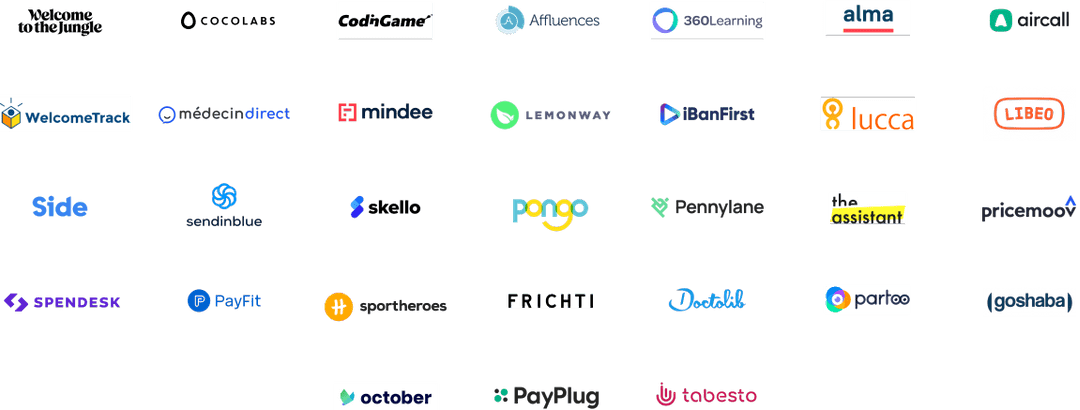 Welcome
to the Jungle
COCOLABS
CodinGame
A
Affluences
360Learning
alma
aircall
WelcomeTrack
médecindirect
mindee
LEMONWAY
iBanFirst
lucca
LIBEO
Side
sendinblue
skello
pongo
Pennylane
the
assistant
pricemoov
SPENDESK
PayFit
sportheroes
FRICHTI
Doctolib
partoo
(goshaba)
october
PayPlug
tabesto